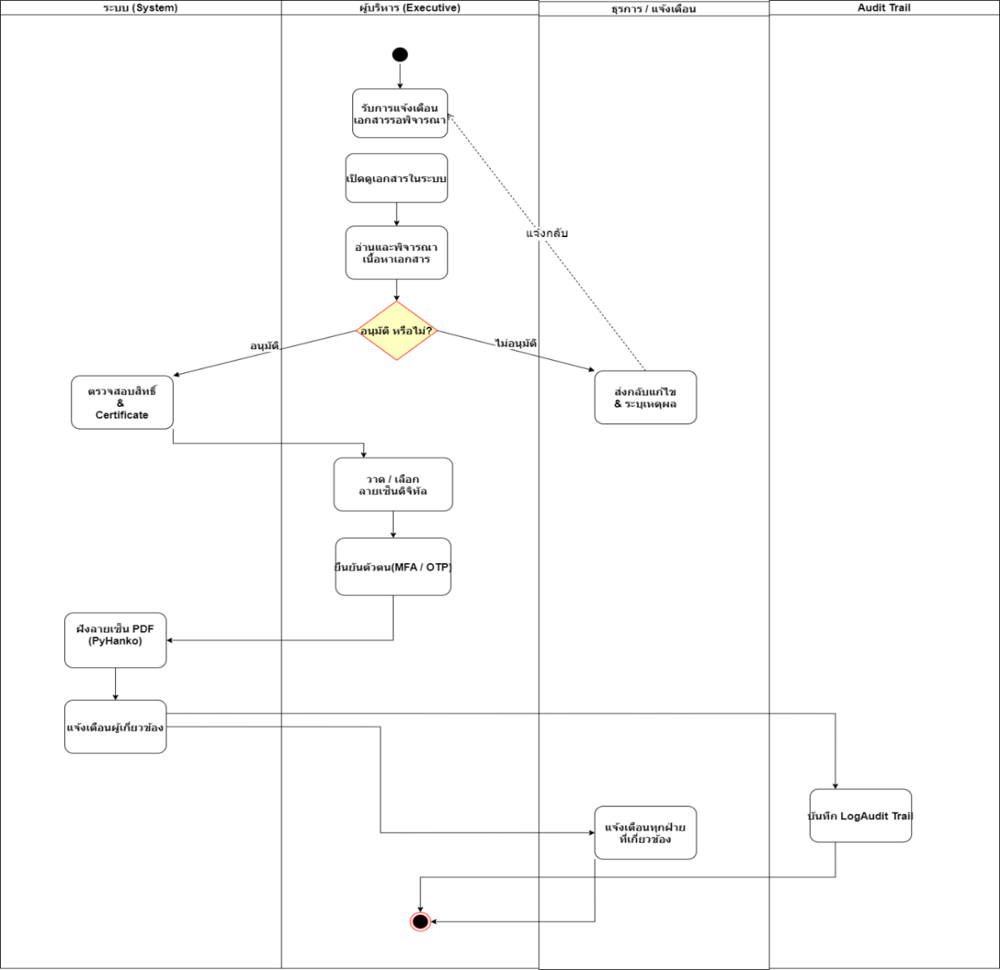 ระบบ (System)
ผู้บริหาร (Executive)
ธุรการ / แจ้งเตือน
Audit Trail
รับการแจ้งเตือน
เอกสารรอพิจารณา
เปิดดูเอกสารในระบบ
แจ้งกลับ
อ่านและพิจารณา
เนื้อหาเอกสาร
อนุมัติ หรือไม่?
อนุมัติ
ไม่อนุมัติ
ตรวจสอบสิทธิ์
&
Certificate
ส่งกลับแก้ไข
& ระบุเหตุผล
วาด / เลือก
ลายเซ็นดิจิทัล
ยืนยันตัวตน(MFA / OTP)
ฝังลายเซ็น PDF
(PyHanko)
แจ้งเตือนผู้เกี่ยวข้อง
บันทึก LogAudit Trail
แจ้งเตือนทุกฝ่าย
ที่เกี่ยวข้อง